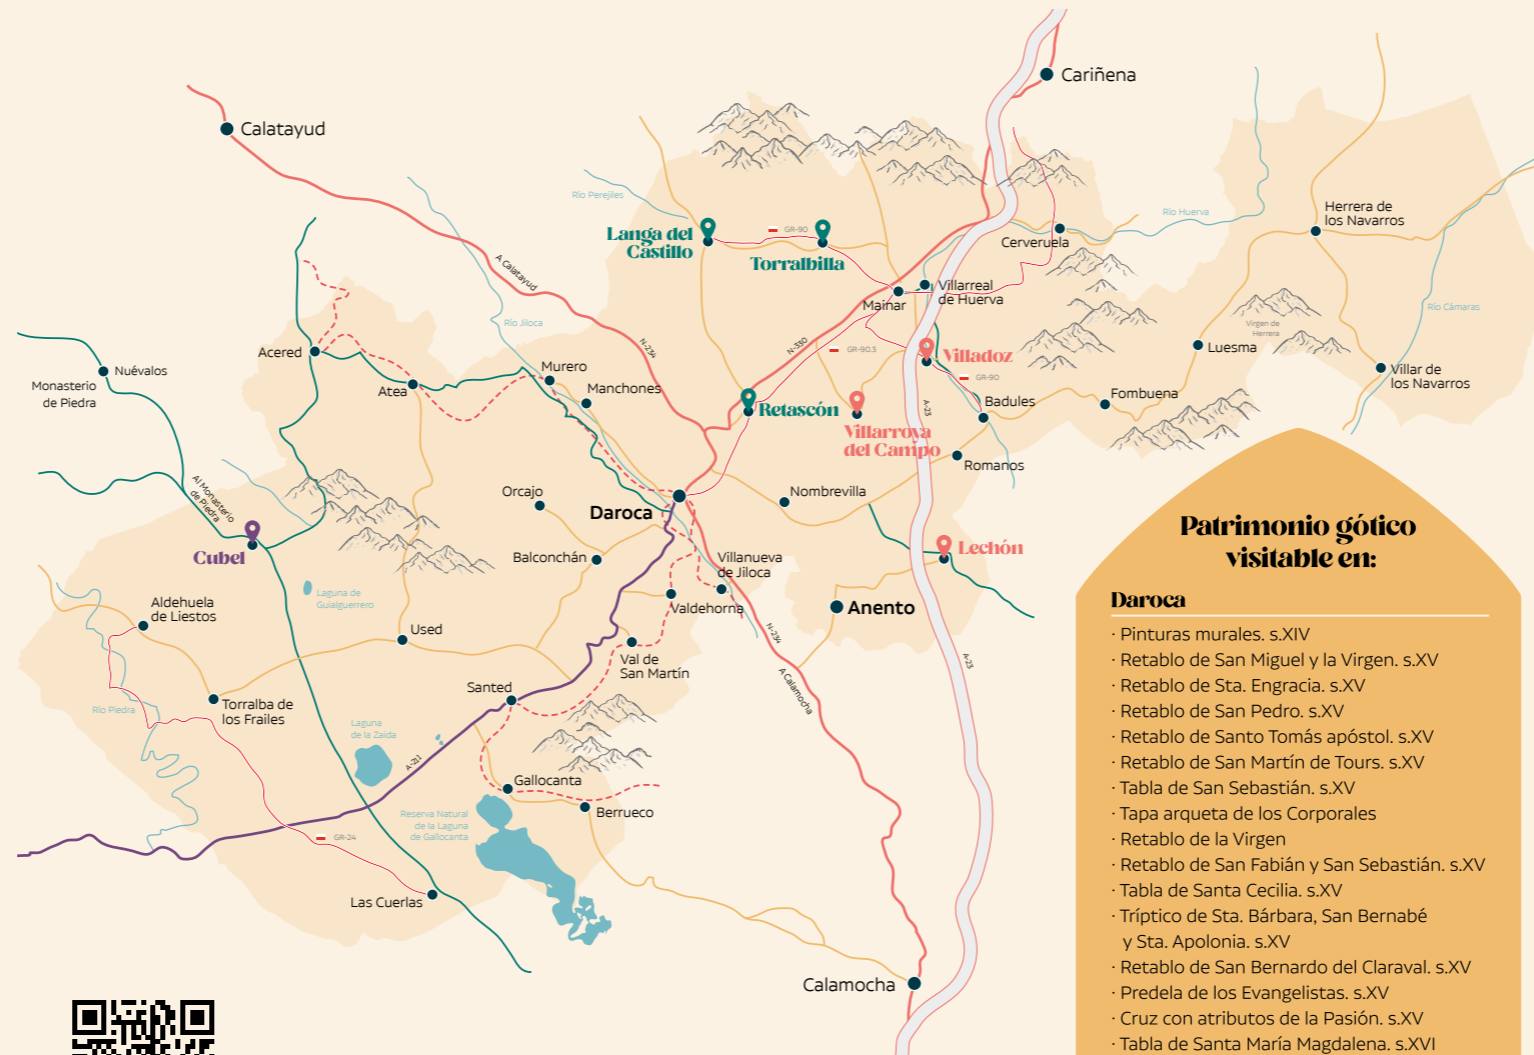 Cariñena
Calatayud
Río Perejiles
Río Huerva
Herrera de
los Navarros
Langa del
Castillo
GR-90
Torralbilla
Cerveruela
A Calatayud
Villarreal
de Huerva
Mainar
Río Cámaras
Río Jiloca
Virgen de
Herrera
N-234
N-330
GR-90.3
Villadoz
Luesma
Acered
Nuévalos
Monasterio
de Piedra
Atea
Murero
Manchones
GR-90
Villar de
los Navarros
Retascón
A-23
Badules
Fombuena
Villarroya
del Campo
Romanos
Al Monasterio
de Piedra
Orcajo
Daroca
Nombrevilla
Cubel
Balconchán
Villanueva
de Jiloca
Lechón
Laguna de
Guialguerrero
Aldehuela
de Liestos
Valdehorna
Anento
Used
N-234
Val de
San Martín
A-23
Santed
A Calamocha
Río Piedra
Torralba de
los Frailes
Laguna
de la Zaida
A-211
Gallocanta
Berrueco
Reserva Natural
de la Laguna
de Gallocanta
GR-24
Las Cuerlas
Calamocha
Patrimonio gótico
visitable en:
Daroca
· Pinturas murales. s.XIV
· Retablo de San Miguel y la Virgen. s.XV
· Retablo de Sta. Engracia. s.XV
· Retablo de San Pedro. s.XV
· Retablo de Santo Tomás apóstol. s.XV
· Retablo de San Martín de Tours. s.XV
· Tabla de San Sebastián. s.XV
· Tapa arqueta de los Corporales
· Retablo de la Virgen
· Retablo de San Fabián y San Sebastián. s.XV
· Tabla de Santa Cecilia. s.XV
· Tríptico de Sta. Bárbara, San Bernabé
y Sta. Apolonia. s.XV
· Retablo de San Bernardo del Claraval. s.XV
· Predela de los Evangelistas. s.XV
· Cruz con atributos de la Pasión. s.XV
· Tabla de Santa María Magdalena. s.XVI